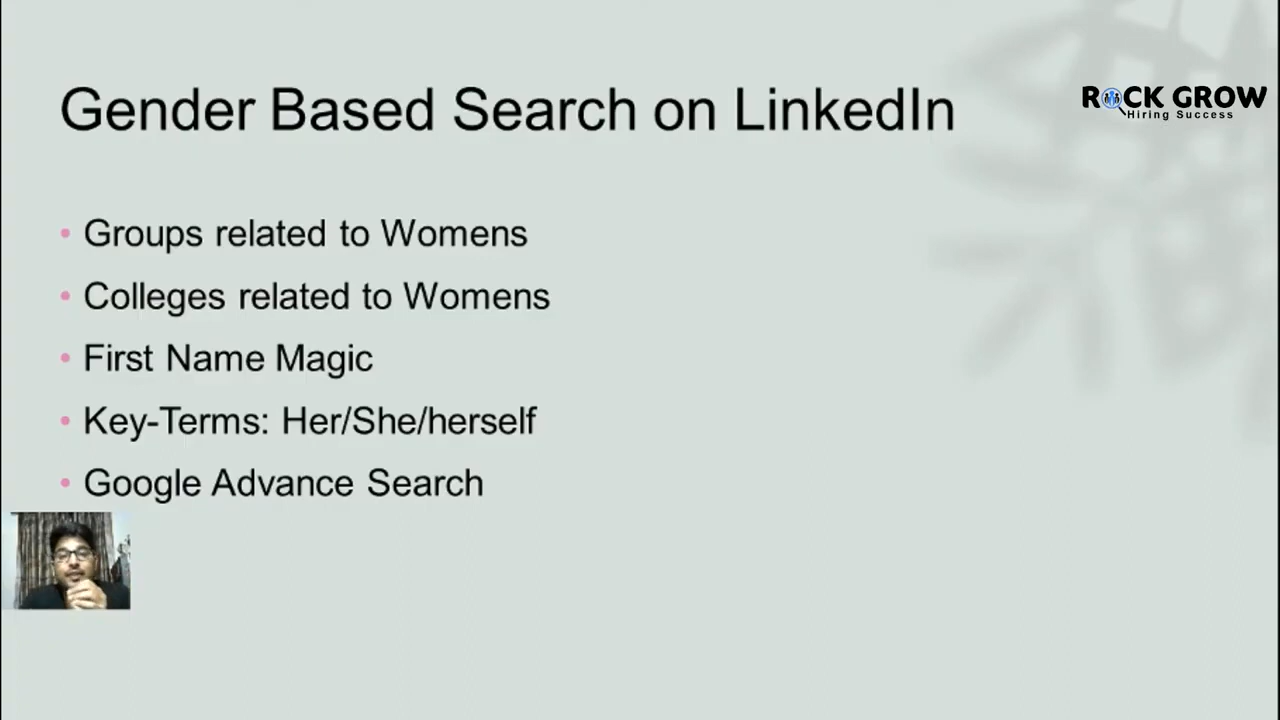 Gender Based Search on LinkedIn
ROCK GROW
Hiring Success
• Groups related to Womens
• Colleges related to Womens
• First Name Magic
• Key-Terms: Her/She/herself
• Google Advance Search